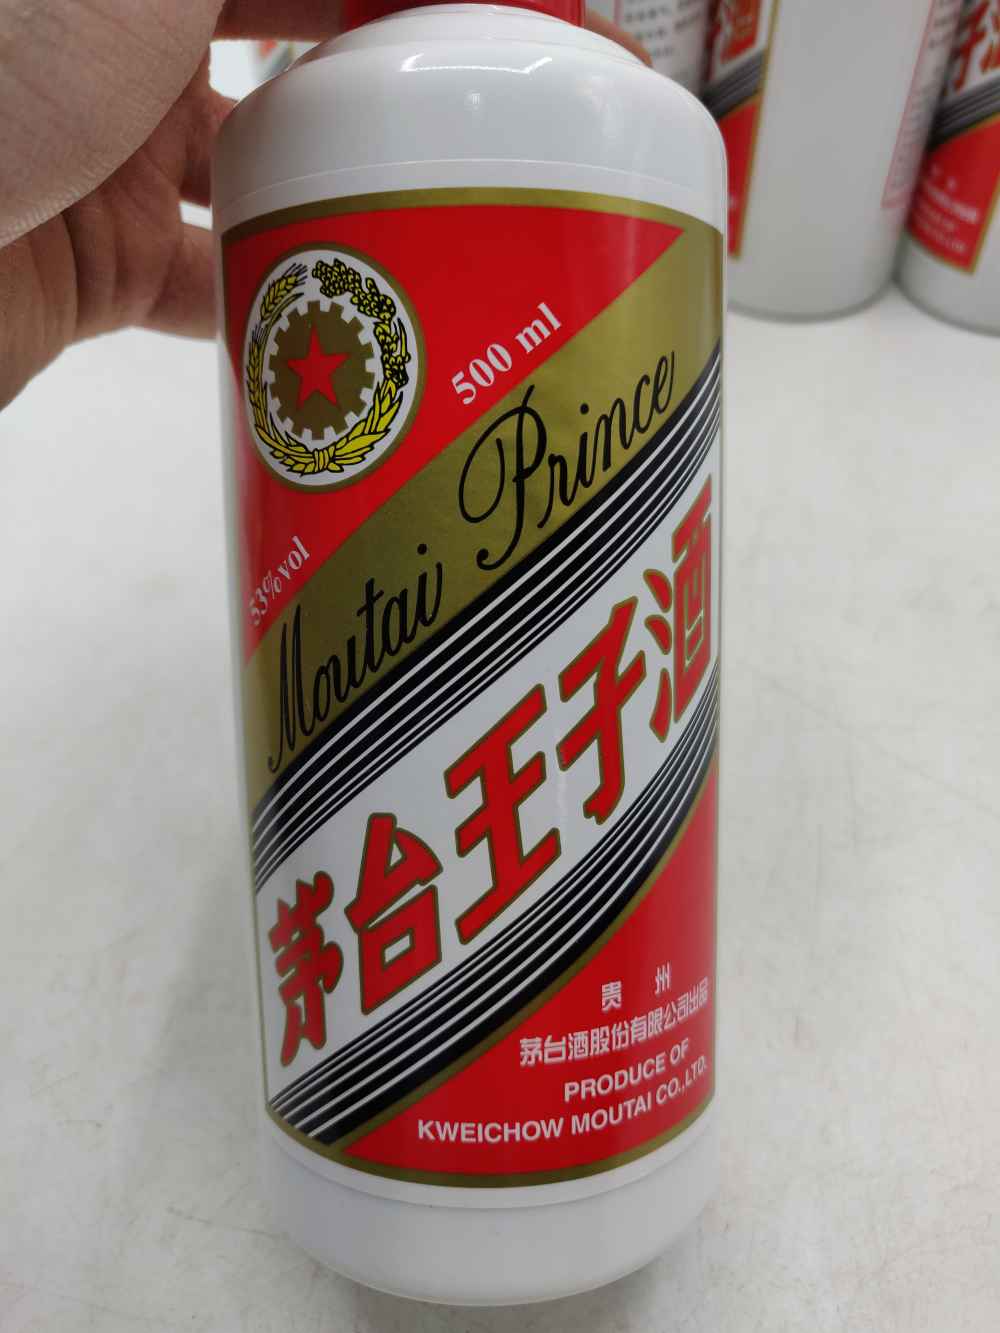 500 ml
53%vol
Moutai Prince
茅台王子酒
贵 州
茅台酒股份有限公司出品
PRODUCE OF
KWEICHOW MOUTAI CO.,LTD.